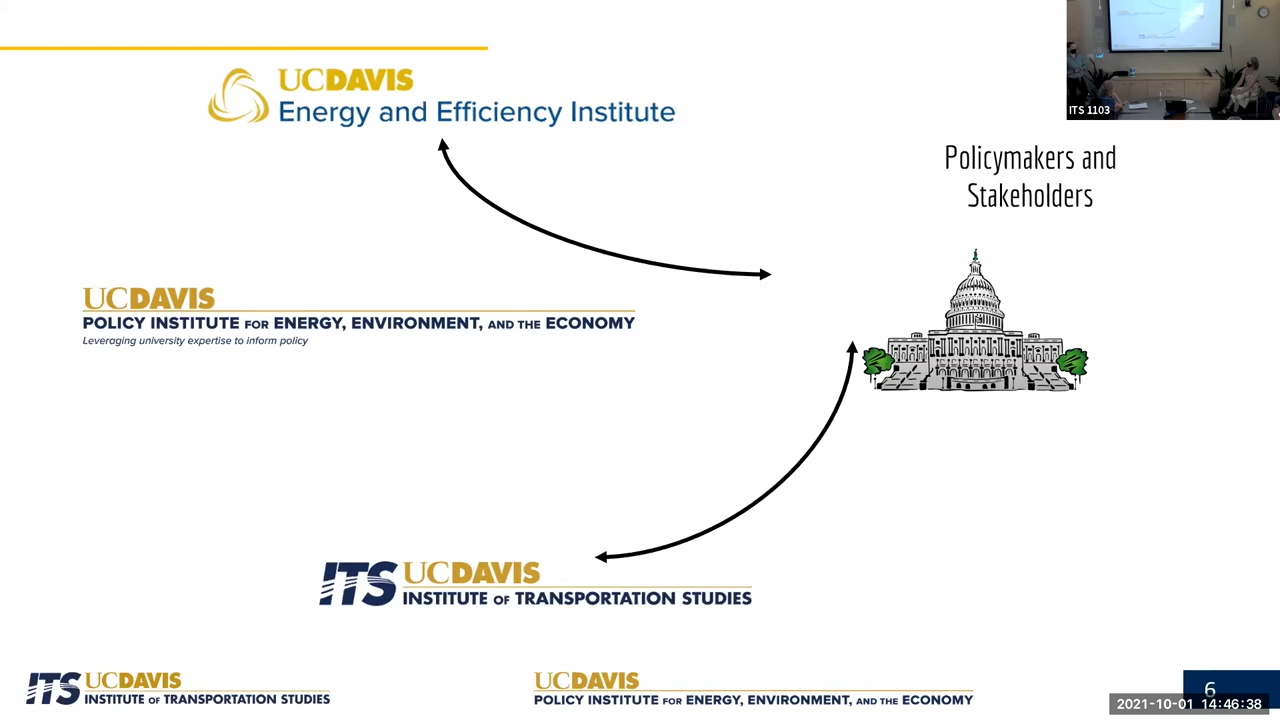 UCDAVIS
Energy and Efficiency Institute
ITS 1103
Policymakers and
Stakeholders
UCDAVIS
POLICY INSTITUTE FOR ENERGY, ENVIRONMENT, AND THE ECONOMY
Leveraging university expertise to inform policy
ITS UCDAVIS
INSTITUTE OF TRANSPORTATION STUDIES
ITS UCDAVIS
INSTITUTE OF TRANSPORTATION STUDIES
UCDAVIS
POLICY INSTITUTE FOR ENERGY, ENVIRONMENT, AND THE ECONOMY
6
2021-10-01 14:46:38